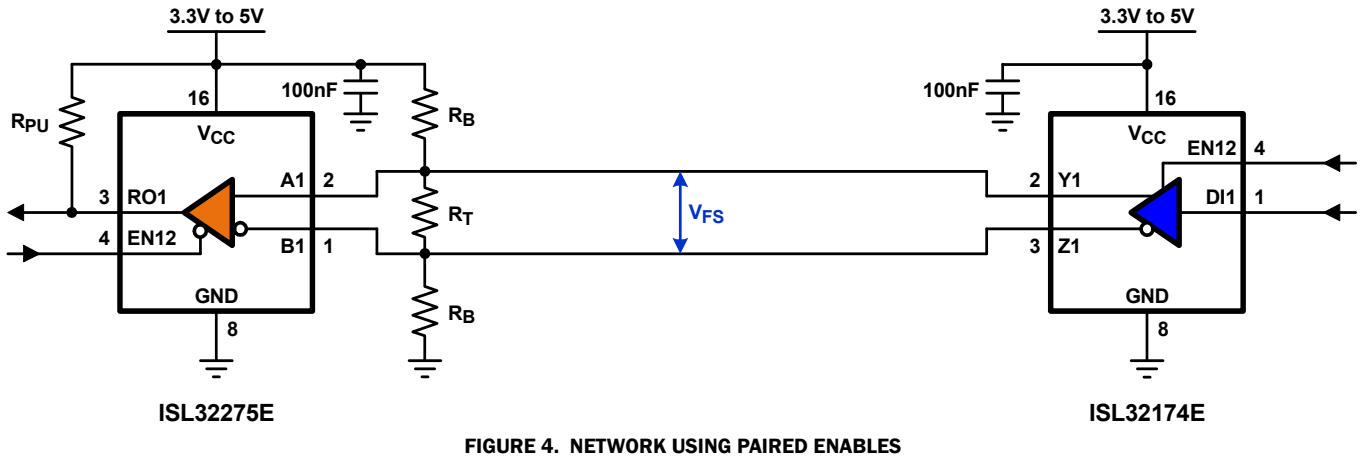 3.3V to 5V
3.3V to 5V
100nF
100nF
RPU
16
VCC
RB
16
VCC
EN12 4
A1 2
2 Y1
3 RO1
RT
VFS
DI1 1
4 EN12
B1 1
3 Z1
GND
RB
GND
8
8
ISL32275E
ISL32174E
FIGURE 4. NETWORK USING PAIRED ENABLES